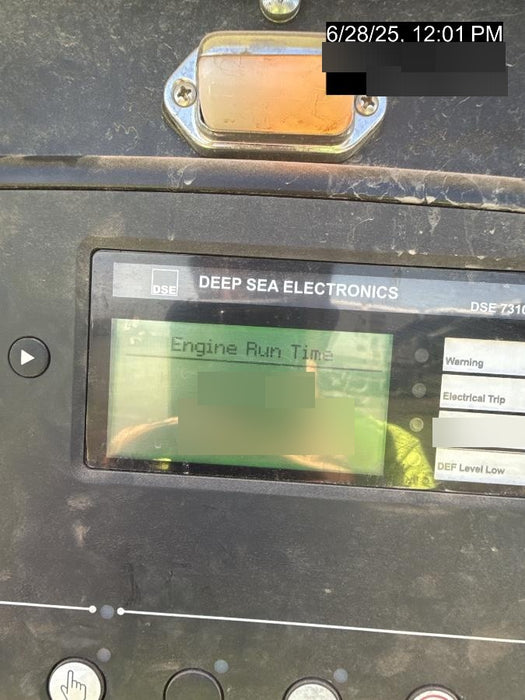 6/28/25, 12:01 PM
DSE
DEEP SEA ELECTRONICS
DSE 7310
Engine Run Time
Warning
Electrical Trip
DEF Level Low